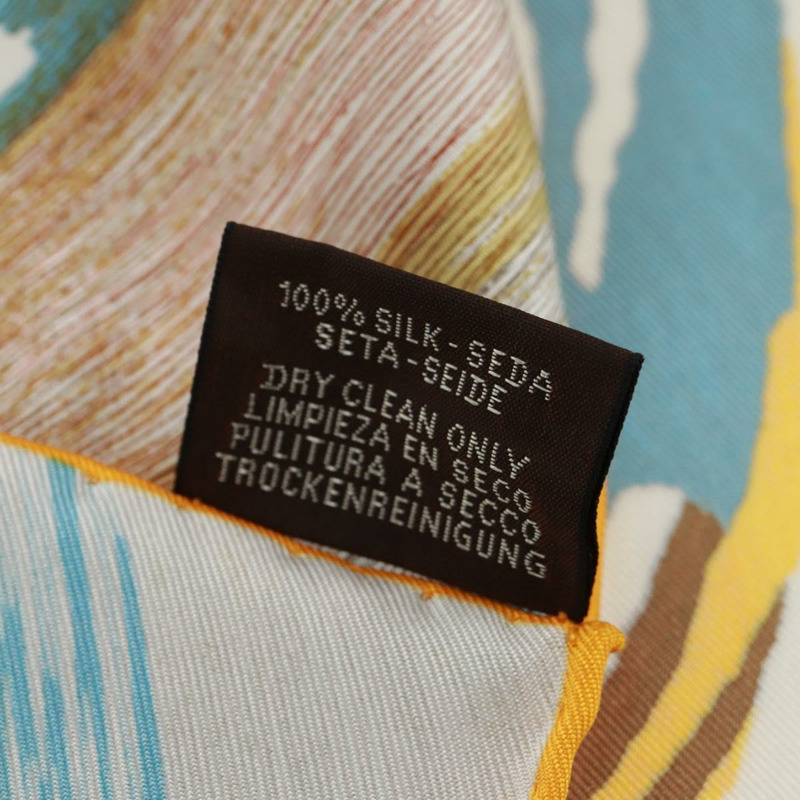 100% SILK - SEDA
SETA - SEIDE
DRY CLEAN ONLY
LIMPIEZA EN SECO
PULITURA A SECCO
TROCKENREINIGUNG